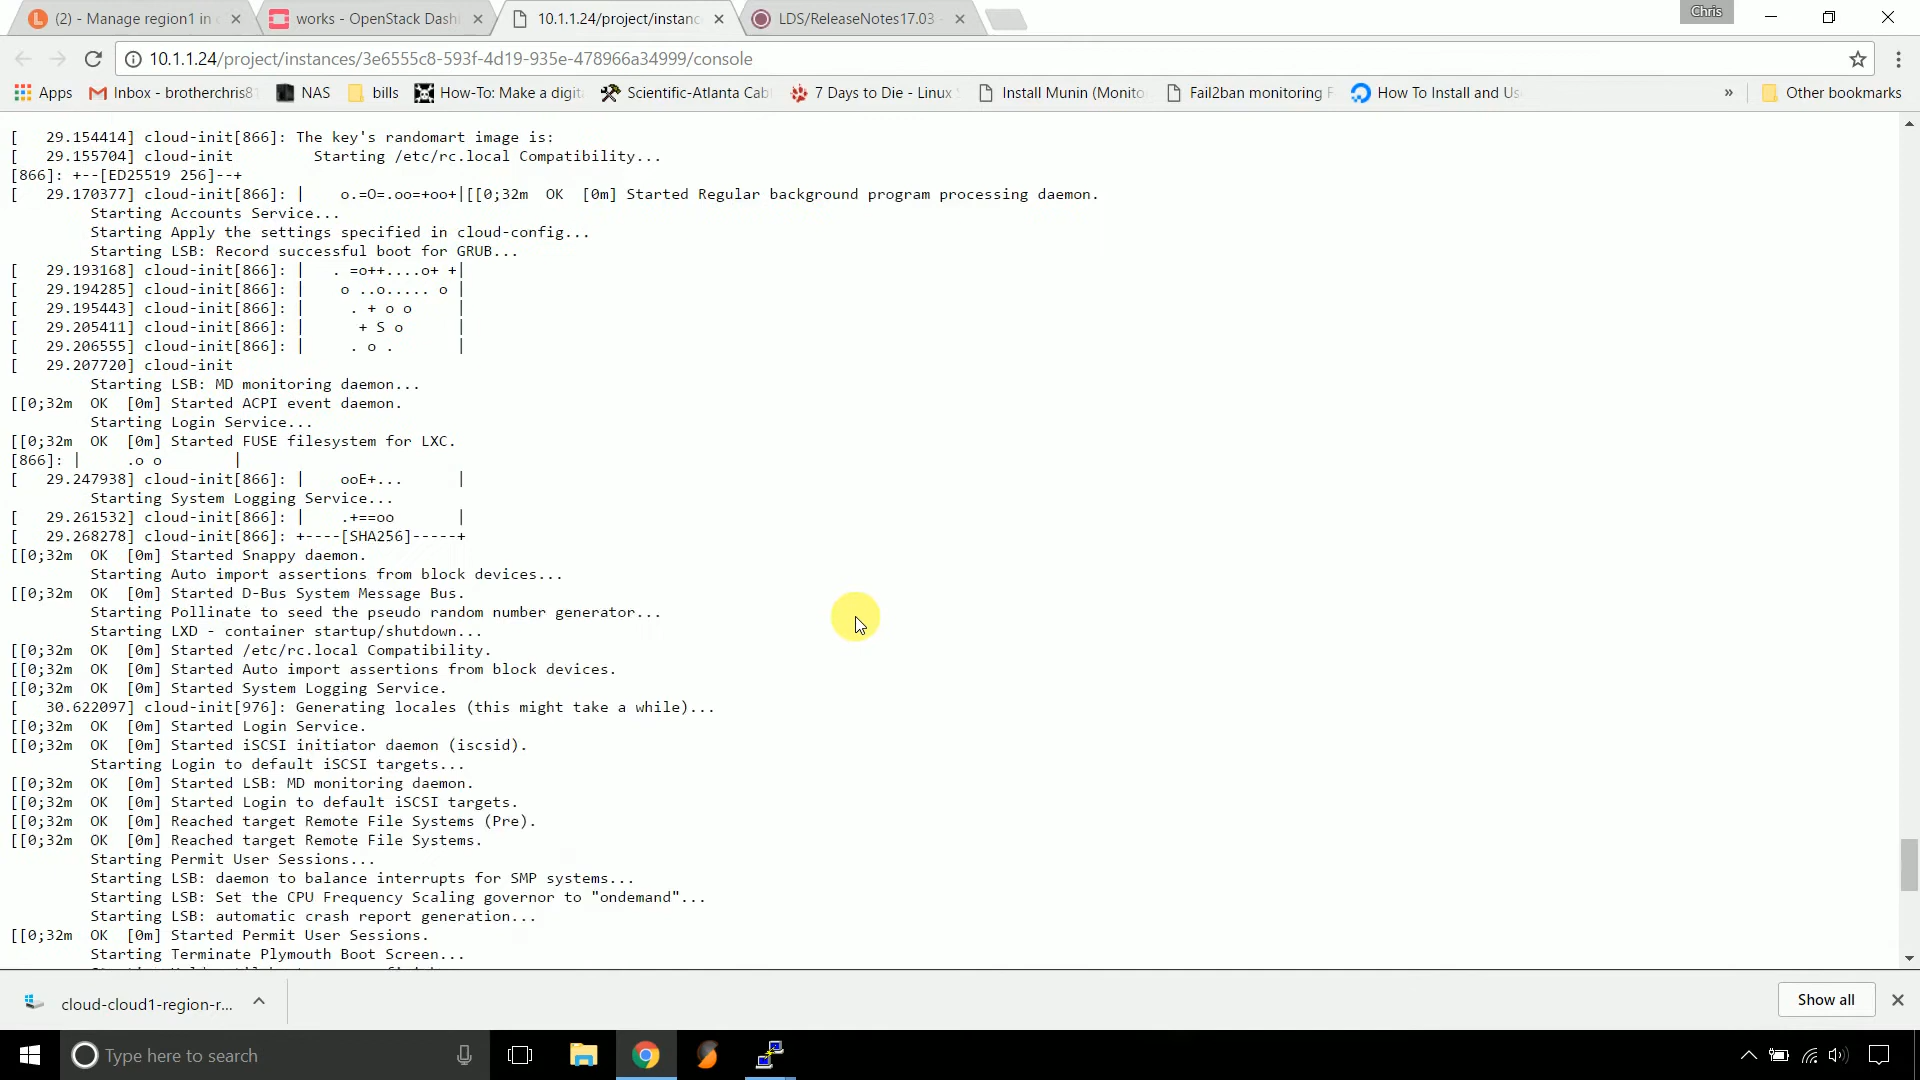 (2) - Manage region1 in
works - OpenStack Dash
10.1.1.24/project/instanc
LDS/ReleaseNotes17.03 -
Chris
10.1.1.24/project/instances/3e6555c8-593f-4d19-935e-478966a34999/console
Apps
Inbox - brotherchris8
NAS
bills
How-To: Make a digit
Scientific-Atlanta Cab
7 Days to Die - Linux
Install Munin (Monito
Fail2ban monitoring F
How To Install and Us
»
Other bookmarks
[   29.154414] cloud-init[866]: The key's randomart image is:
[   29.155704] cloud-init         Starting /etc/rc.local Compatibility...
[866]: +--[ED25519 256]--+
[   29.170377] cloud-init[866]: |    o.=O=.oo=+oo+|[[0;32m  OK  [0m] Started Regular background program processing daemon.
         Starting Accounts Service...
         Starting Apply the settings specified in cloud-config...
         Starting LSB: Record successful boot for GRUB...
[   29.193168] cloud-init[866]: |   . =o++....o+ +|
[   29.194285] cloud-init[866]: |    o ..o..... o |
[   29.195443] cloud-init[866]: |     . + o o     |
[   29.205411] cloud-init[866]: |      + S o      |
[   29.206555] cloud-init[866]: |     . o .       |
[   29.207720] cloud-init
         Starting LSB: MD monitoring daemon...
[[0;32m  OK  [0m] Started ACPI event daemon.
         Starting Login Service...
[[0;32m  OK  [0m] Started FUSE filesystem for LXC.
[866]: |     .o o        |
[   29.247938] cloud-init[866]: |    ooE+...      |
         Starting System Logging Service...
[   29.261532] cloud-init[866]: |    .+==oo       |
[   29.268278] cloud-init[866]: +----[SHA256]-----+
[[0;32m  OK  [0m] Started Snappy daemon.
         Starting Auto import assertions from block devices...
[[0;32m  OK  [0m] Started D-Bus System Message Bus.
         Starting Pollinate to seed the pseudo random number generator...
         Starting LXD - container startup/shutdown...
[[0;32m  OK  [0m] Started /etc/rc.local Compatibility.
[[0;32m  OK  [0m] Started Auto import assertions from block devices.
[[0;32m  OK  [0m] Started System Logging Service.
[   30.622097] cloud-init[976]: Generating locales (this might take a while)...
[[0;32m  OK  [0m] Started Login Service.
[[0;32m  OK  [0m] Started iSCSI initiator daemon (iscsid).
         Starting Login to default iSCSI targets...
[[0;32m  OK  [0m] Started LSB: MD monitoring daemon.
[[0;32m  OK  [0m] Started Login to default iSCSI targets.
[[0;32m  OK  [0m] Reached target Remote File Systems (Pre).
[[0;32m  OK  [0m] Reached target Remote File Systems.
         Starting Permit User Sessions...
         Starting LSB: daemon to balance interrupts for SMP systems...
         Starting LSB: Set the CPU Frequency Scaling governor to "ondemand"...
         Starting LSB: automatic crash report generation...
[[0;32m  OK  [0m] Started Permit User Sessions.
         Starting Terminate Plymouth Boot Screen...
cloud-cloud1-region-r...
Show all
Type here to search